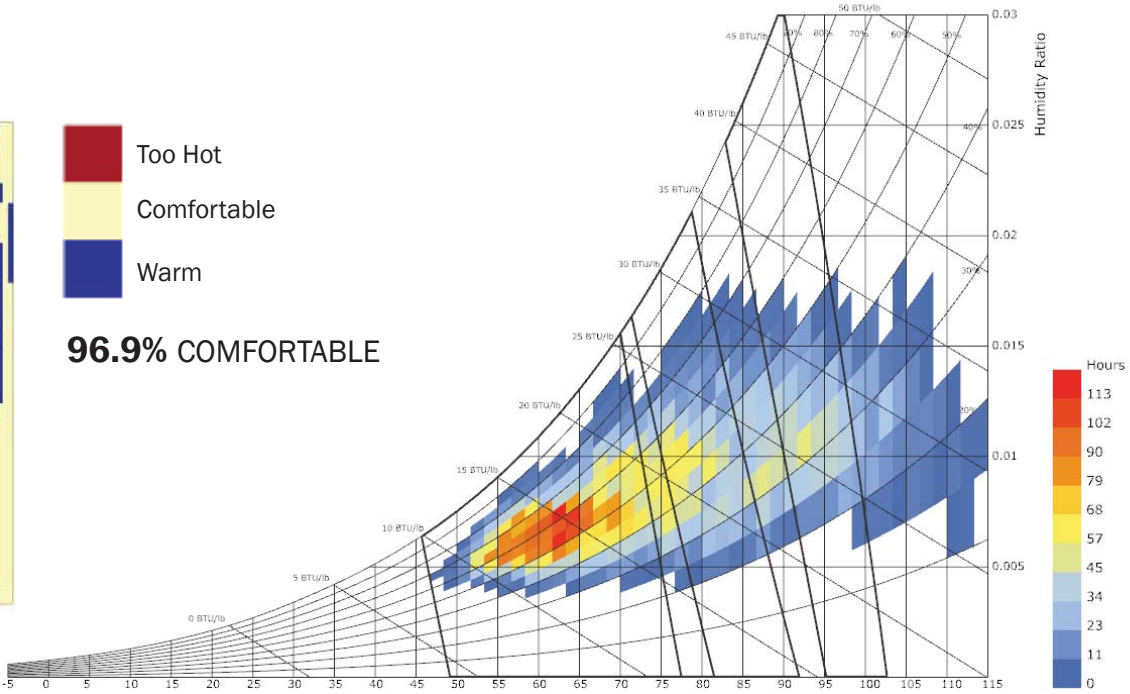 Too Hot
Comfortable
Warm
96.9% COMFORTABLE
50 BTU/lb
45 BTU/lb
40 BTU/lb
35 BTU/lb
30 BTU/lb
25 BTU/lb
20 BTU/lb
15 BTU/lb
10 BTU/lb
5 BTU/lb
0 BTU/lb
80% 70% 60% 50%
40%
30%
20%
0.03
0.025
0.02
0.015
0.01
0.005
Humidity Ratio
-5 0 5 10 15 20 25 30 35 40 45 50 55 60 65 70 75 80 85 90 95 100 105 110 115
Hours
113
102
90
79
68
57
45
34
23
11
0